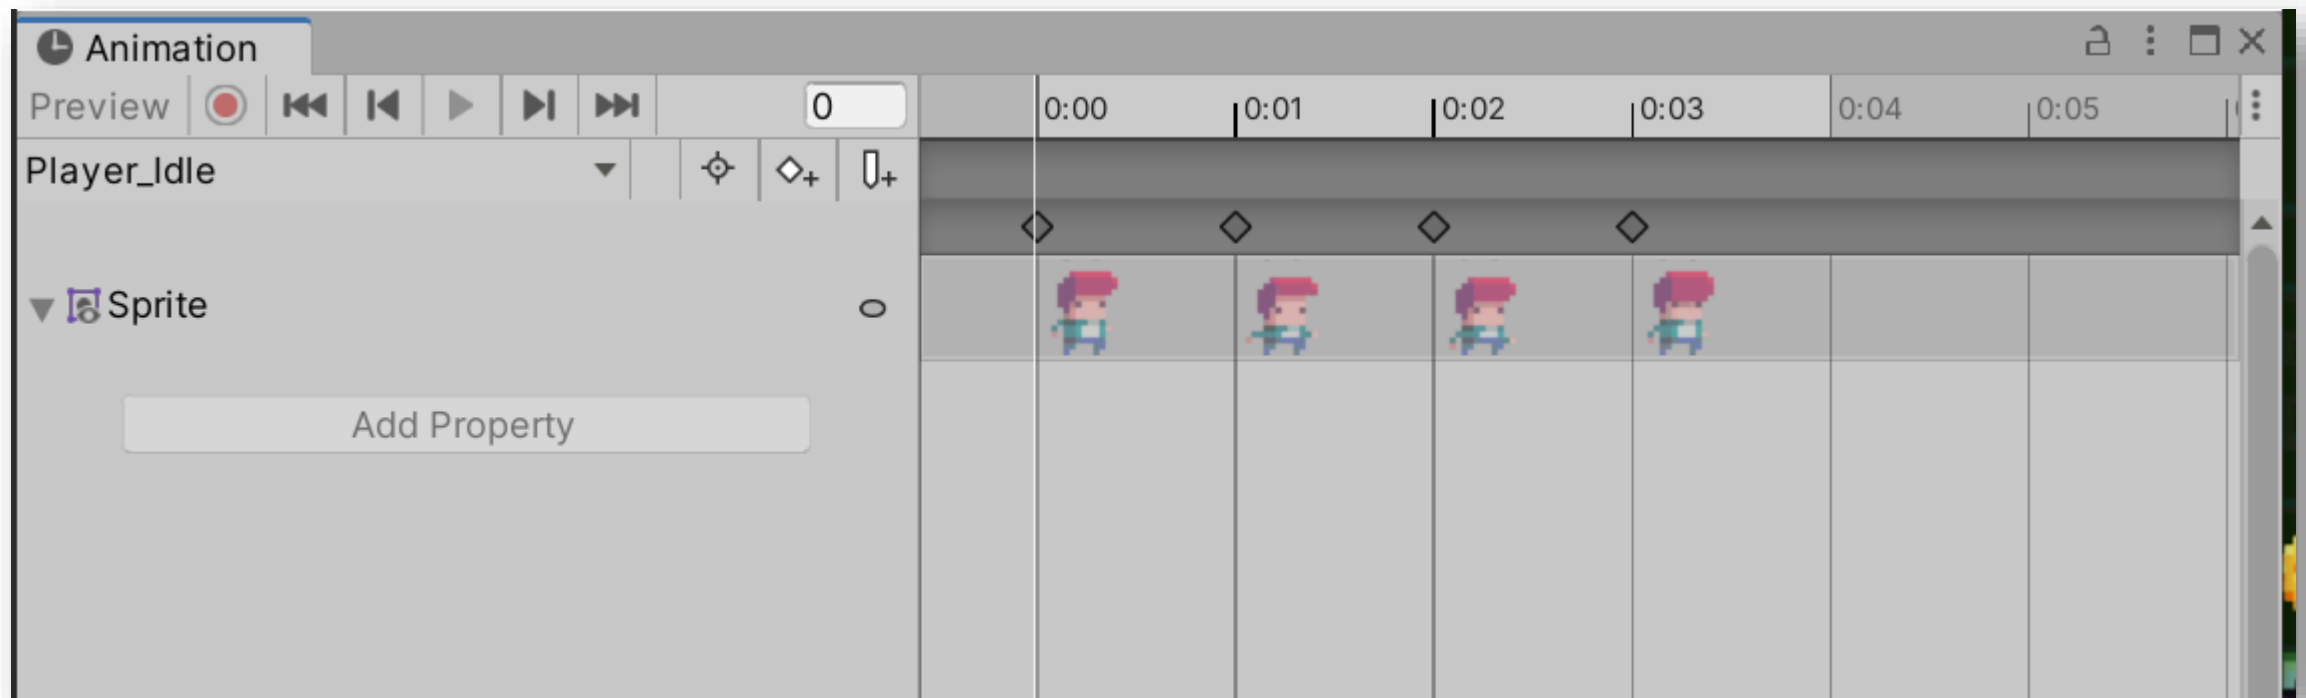 Animation
Preview 0 0:00 0:01 0:02 0:03 0:04 0:05
Player_Idle
Sprite
Add Property